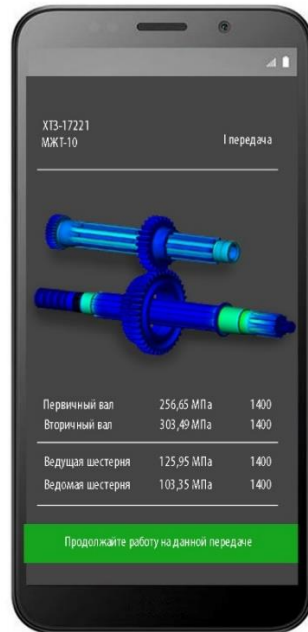 ХТЗ-17221
МЖТ-10 I передача
Первичный вал 256,65 МПа 1400
Вторичный вал 303,49 МПа 1400
Ведущая шестерня 125,95 МПа 1400
Ведомая шестерня 103,35 МПа 1400
Продолжайте работу на данной передаче